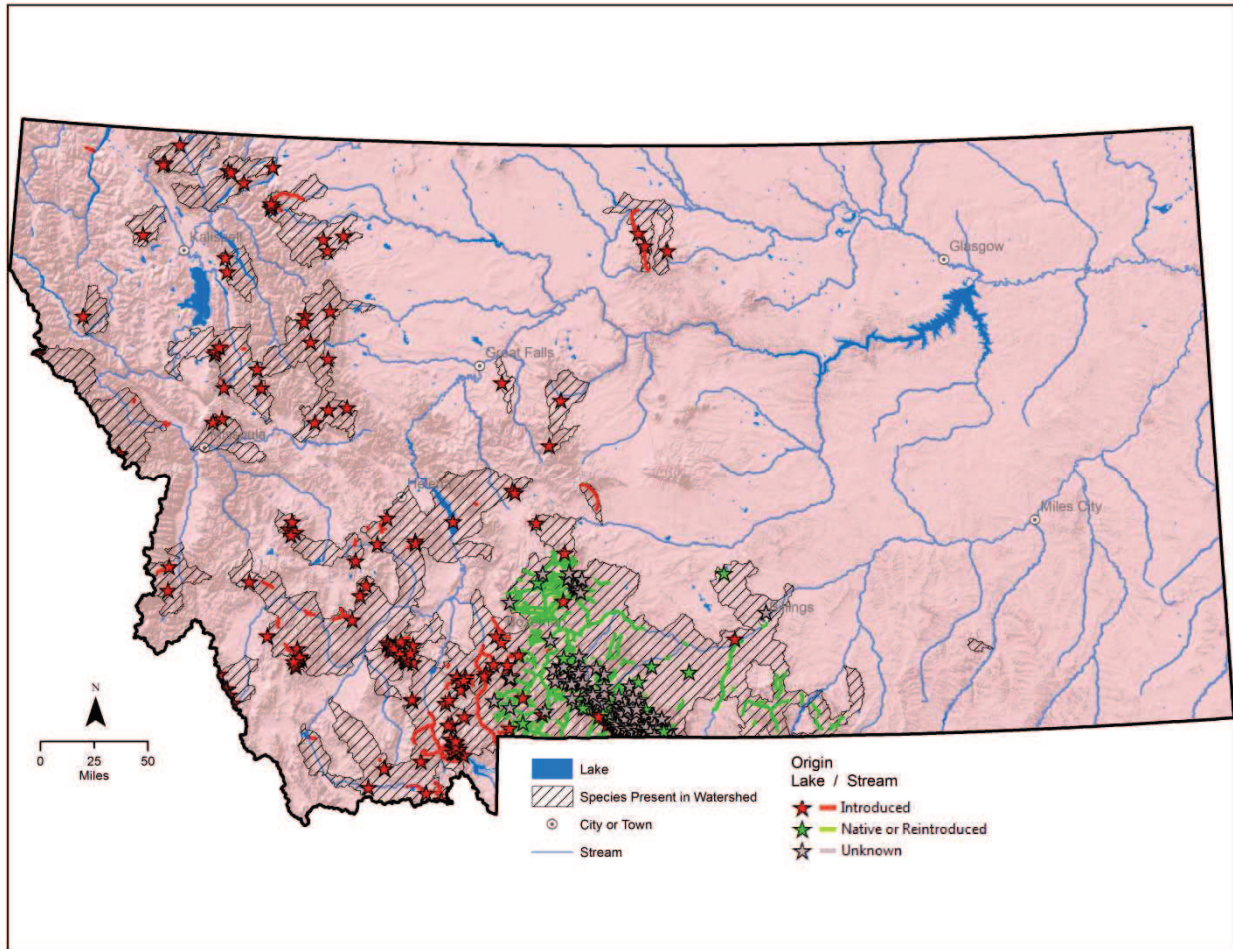 Kalispell
Glasgow
Great Falls
Missoula
Helena
Miles City
Billings
N
0 25 50
Miles
Lake
Species Present in Watershed
City or Town
Stream
Origin
Lake / Stream
Introduced
Native or Reintroduced
Unknown